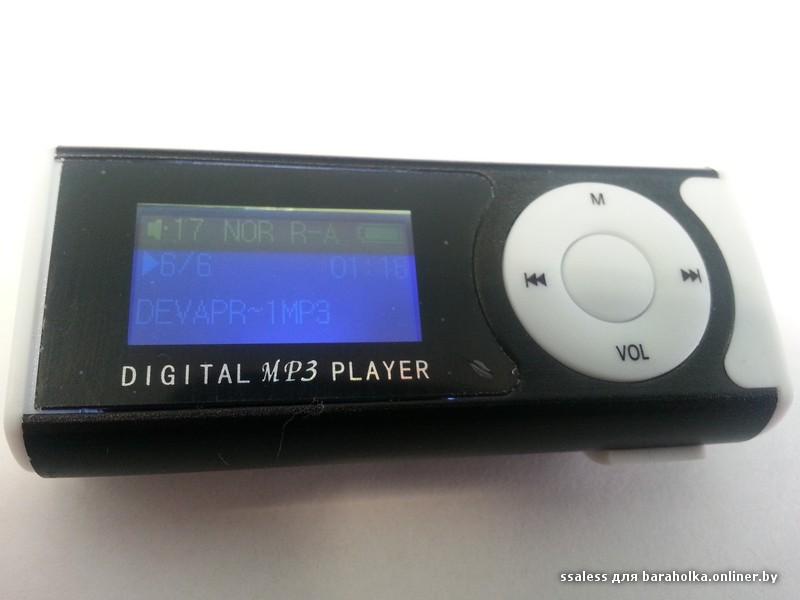 17 NOR R-A
6/6 01:16
DEVAPR~1MP3
DIGITAL MP3 PLAYER
M
VOL
ssaless для baraholka.onliner.by